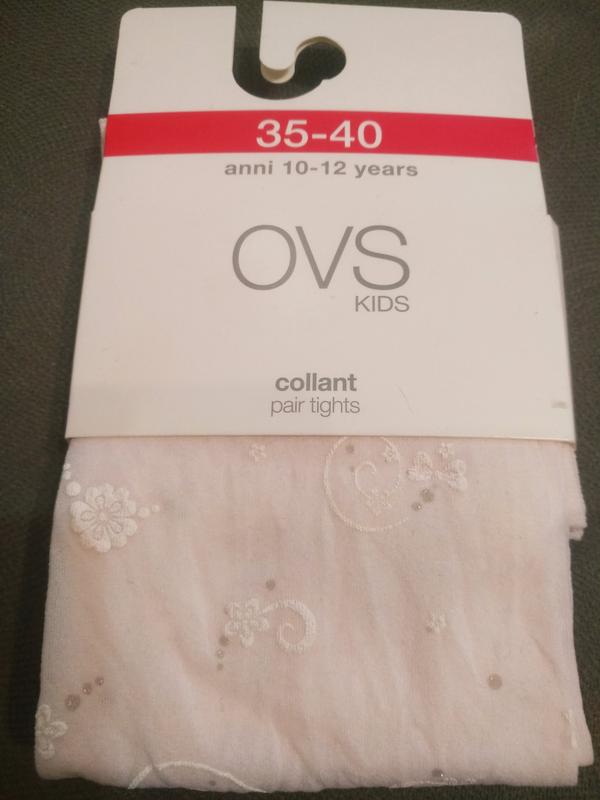 35-40
anni 10-12 years
OVS
KIDS
collant
pair tights